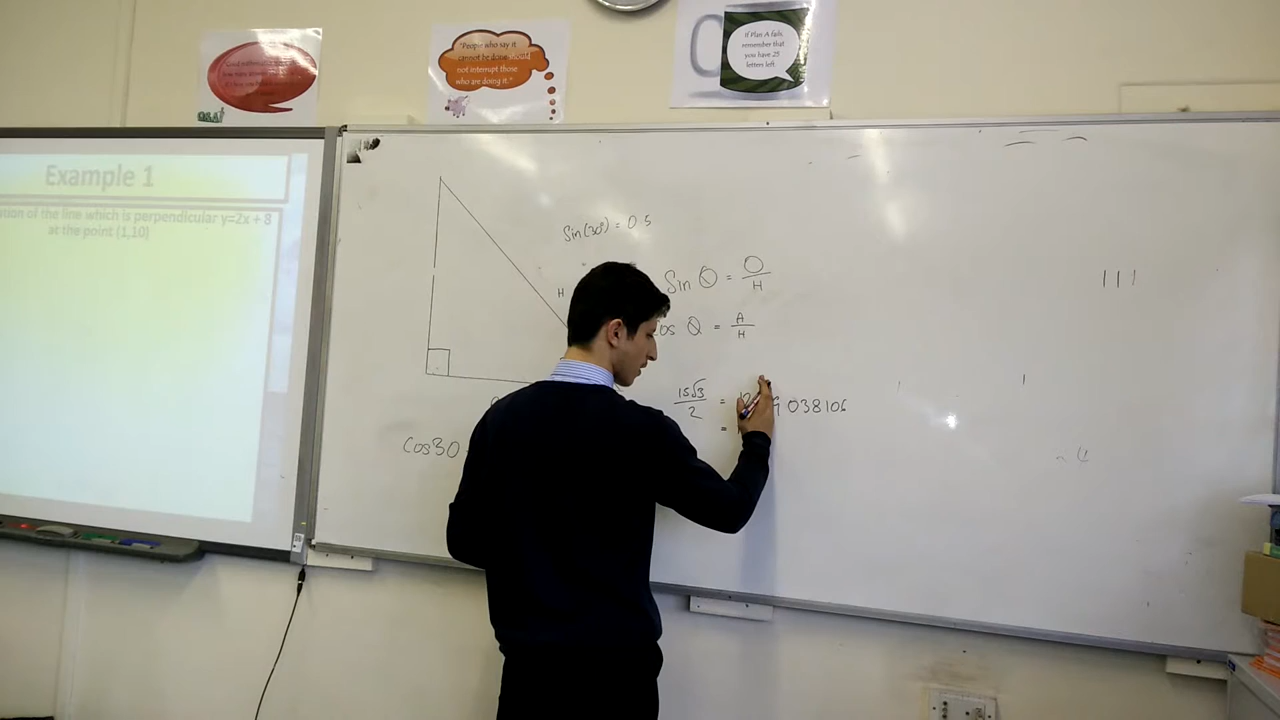 "People who say it
cannot be done should
not interrupt those
who are doing it."
If Plan A fails,
remember that
you have 25
letters left.
Example 1
tion of the line which is perpendicular y=2x + 8
at the point (1,10)
Sin(30°) = 0.5
H
Sin θ = O/H
os θ = A/H
15√3/2 = 038106
=
Cos30